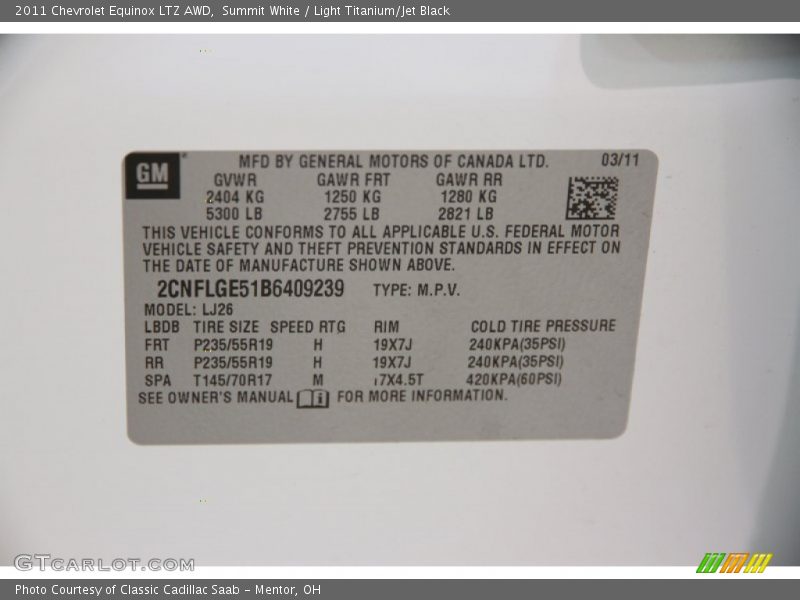 2011 Chevrolet Equinox LTZ AWD, Summit White / Light Titanium/Jet Black
GM MFD BY GENERAL MOTORS OF CANADA LTD. 03/11
GVWR GAWR FRT GAWR RR
2404 KG 1250 KG 1280 KG
5300 LB 2755 LB 2821 LB
THIS VEHICLE CONFORMS TO ALL APPLICABLE U.S. FEDERAL MOTOR
VEHICLE SAFETY AND THEFT PREVENTION STANDARDS IN EFFECT ON
THE DATE OF MANUFACTURE SHOWN ABOVE.
2CNFLGE51B6409239 TYPE: M.P.V.
MODEL: LJ26
LBDB TIRE SIZE SPEED RTG RIM COLD TIRE PRESSURE
FRT P235/55R19 H 19X7J 240KPA(35PSI)
RR P235/55R19 H 19X7J 240KPA(35PSI)
SPA T145/70R17 M 17X4.5T 420KPA(60PSI)
SEE OWNER'S MANUAL i FOR MORE INFORMATION.
GTCARLOT.COM
Photo Courtesy of Classic Cadillac Saab - Mentor, OH